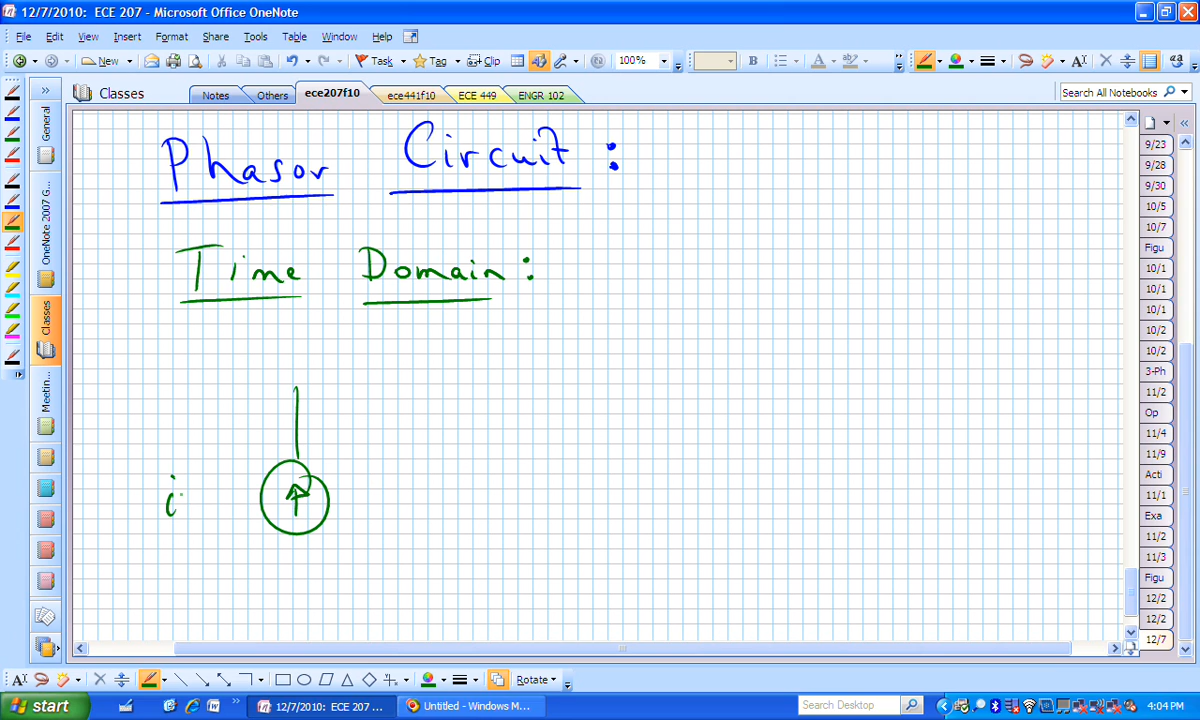 12/7/2010: ECE 207 - Microsoft Office OneNote
File Edit View Insert Format Share Tools Table Window Help
New Task Tag Clip 100% B A ab A
Classes Notes Others ece207f10 ece441f10 ECE 449 ENGR 102 Search All Notebooks
General
OneNote 2007 G...
Classes
Meetin...
Phasor Circuit:
Time Domain:
i
9/23
9/28
9/30
10/5
10/7
Figu
10/1
10/1
10/1
10/2
10/2
3-Ph
11/2
Op
11/4
11/9
Acti
11/1
Exa
11/2
11/3
Figu
12/2
12/2
12/7
A Rotate
start 12/7/2010: ECE 207 ... Untitled - Windows M... Search Desktop 4:04 PM